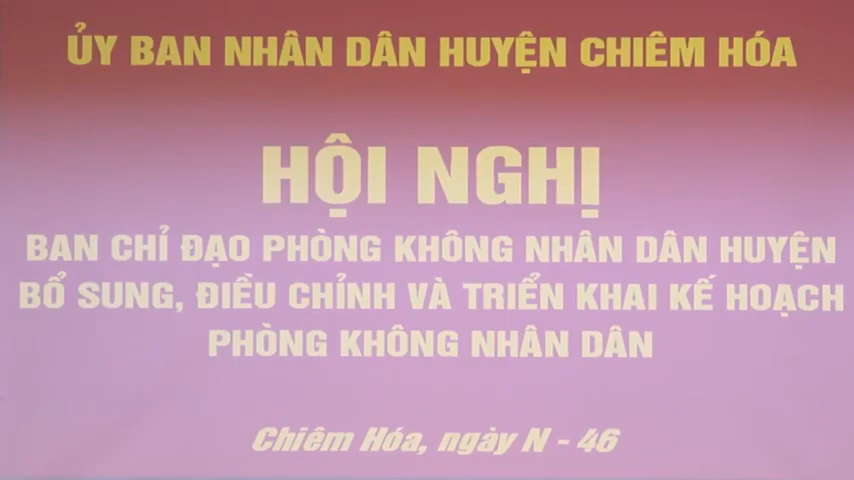 ỦY BAN NHÂN DÂN HUYỆN CHIÊM HÓA
HỘI NGHỊ
BAN CHỈ ĐẠO PHÒNG KHÔNG NHÂN DÂN HUYỆN
BỔ SUNG, ĐIỀU CHỈNH VÀ TRIỂN KHAI KẾ HOẠCH
PHÒNG KHÔNG NHÂN DÂN
Chiêm Hóa, ngày N - 46